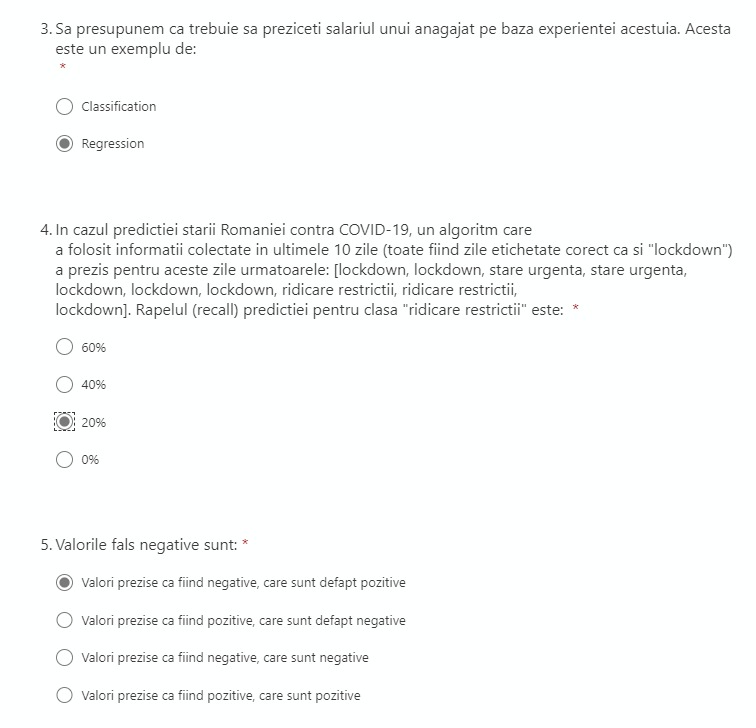 3. Sa presupunem ca trebuie sa preziceti salariul unui anagajat pe baza experientei acestuia. Acesta
este un exemplu de:
*
Classification
Regression
4. In cazul predictiei starii Romaniei contra COVID-19, un algoritm care
a folosit informatii colectate in ultimele 10 zile (toate fiind zile etichetate corect ca si "lockdown")
a prezis pentru aceste zile urmatoarele: [lockdown, lockdown, stare urgenta, stare urgenta,
lockdown, lockdown, lockdown, ridicare restrictii, ridicare restrictii,
lockdown]. Rapelul (recall) predictiei pentru clasa "ridicare restrictii" este: *
60%
40%
20%
0%
5. Valorile fals negative sunt: *
Valori prezise ca fiind negative, care sunt defapt pozitive
Valori prezise ca fiind pozitive, care sunt defapt negative
Valori prezise ca fiind negative, care sunt negative
Valori prezise ca fiind pozitive, care sunt pozitive